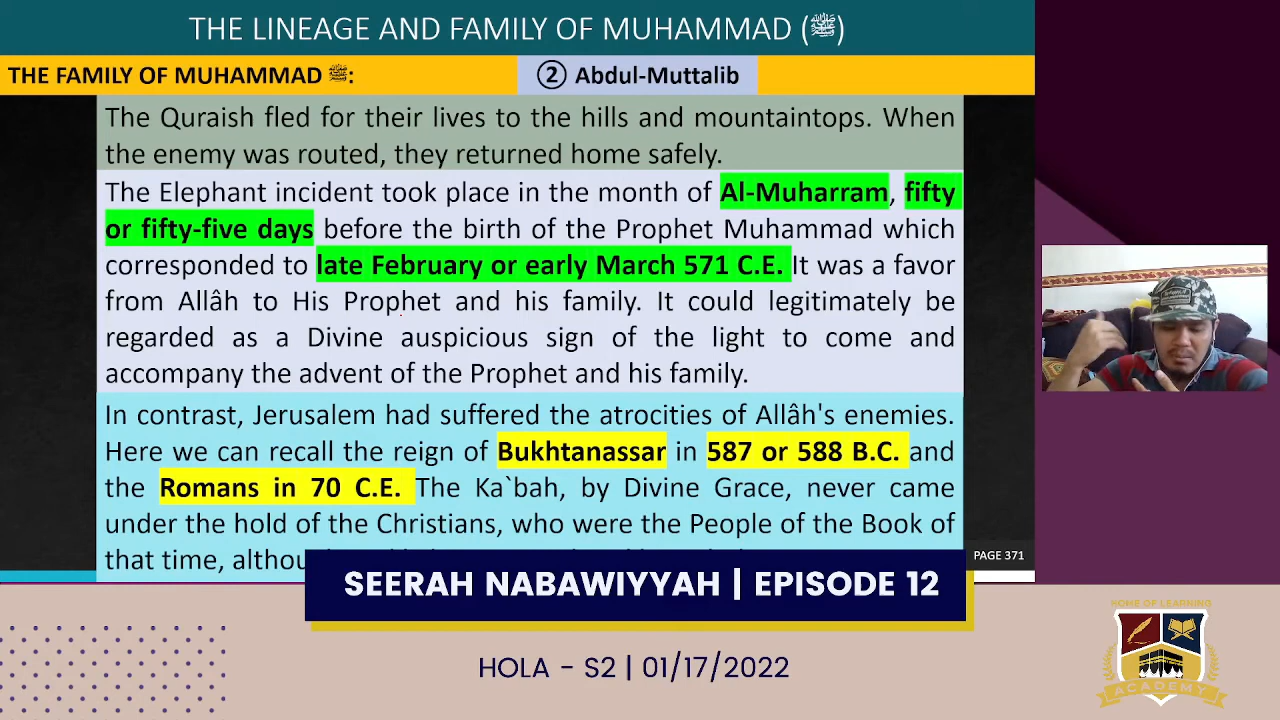 THE LINEAGE AND FAMILY OF MUHAMMAD (ﷺ)
THE FAMILY OF MUHAMMAD ﷺ:
② Abdul-Muttalib
The Quraish fled for their lives to the hills and mountaintops. When
the enemy was routed, they returned home safely.
The Elephant incident took place in the month of Al-Muharram, fifty
or fifty-five days before the birth of the Prophet Muhammad which
corresponded to late February or early March 571 C.E. It was a favor
from Allâh to His Prophet and his family. It could legitimately be
regarded as a Divine auspicious sign of the light to come and
accompany the advent of the Prophet and his family.
In contrast, Jerusalem had suffered the atrocities of Allâh's enemies.
Here we can recall the reign of Bukhtanassar in 587 or 588 B.C. and
the Romans in 70 C.E. The Ka`bah, by Divine Grace, never came
under the hold of the Christians, who were the People of the Book of
that time,
PAGE 371
SEERAH NABAWIYYAH | EPISODE 12
HOLA - S2 | 01/17/2022
HOME OF LEARNING
ACADEMY